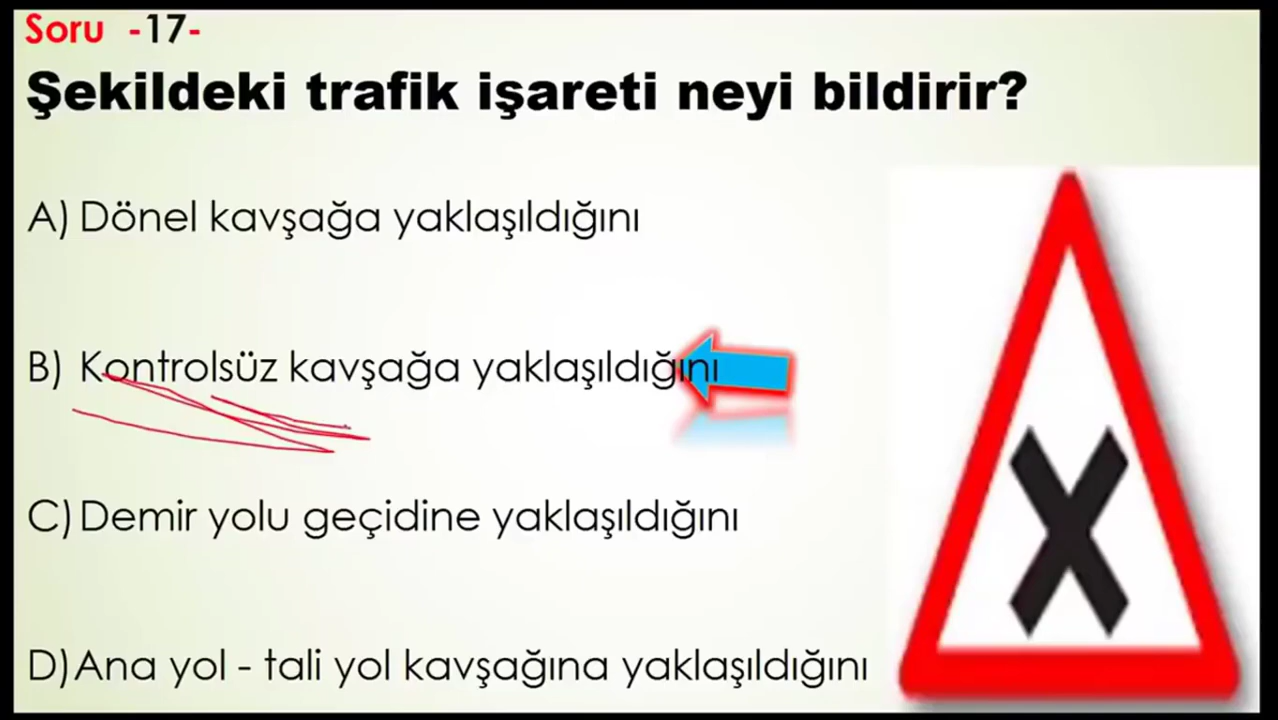 Soru -17-
Şekildeki trafik işareti neyi bildirir?
A) Dönel kavşağa yaklaşıldığını
B) Kontrolsüz kavşağa yaklaşıldığını
C) Demir yolu geçidine yaklaşıldığını
D) Ana yol - tali yol kavşağına yaklaşıldığını